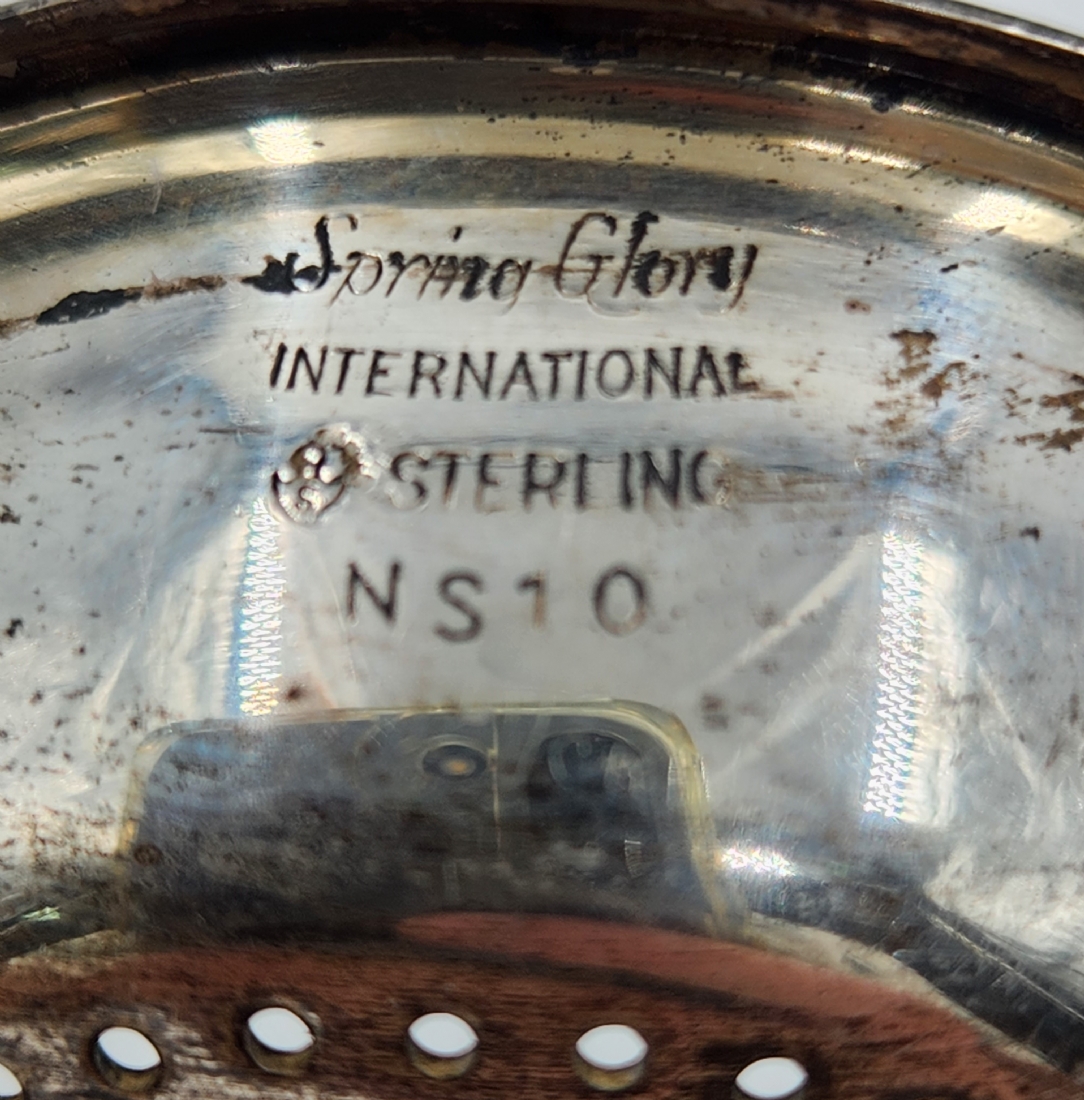 Spring Glory
INTERNATIONAL
STERLING
NS10